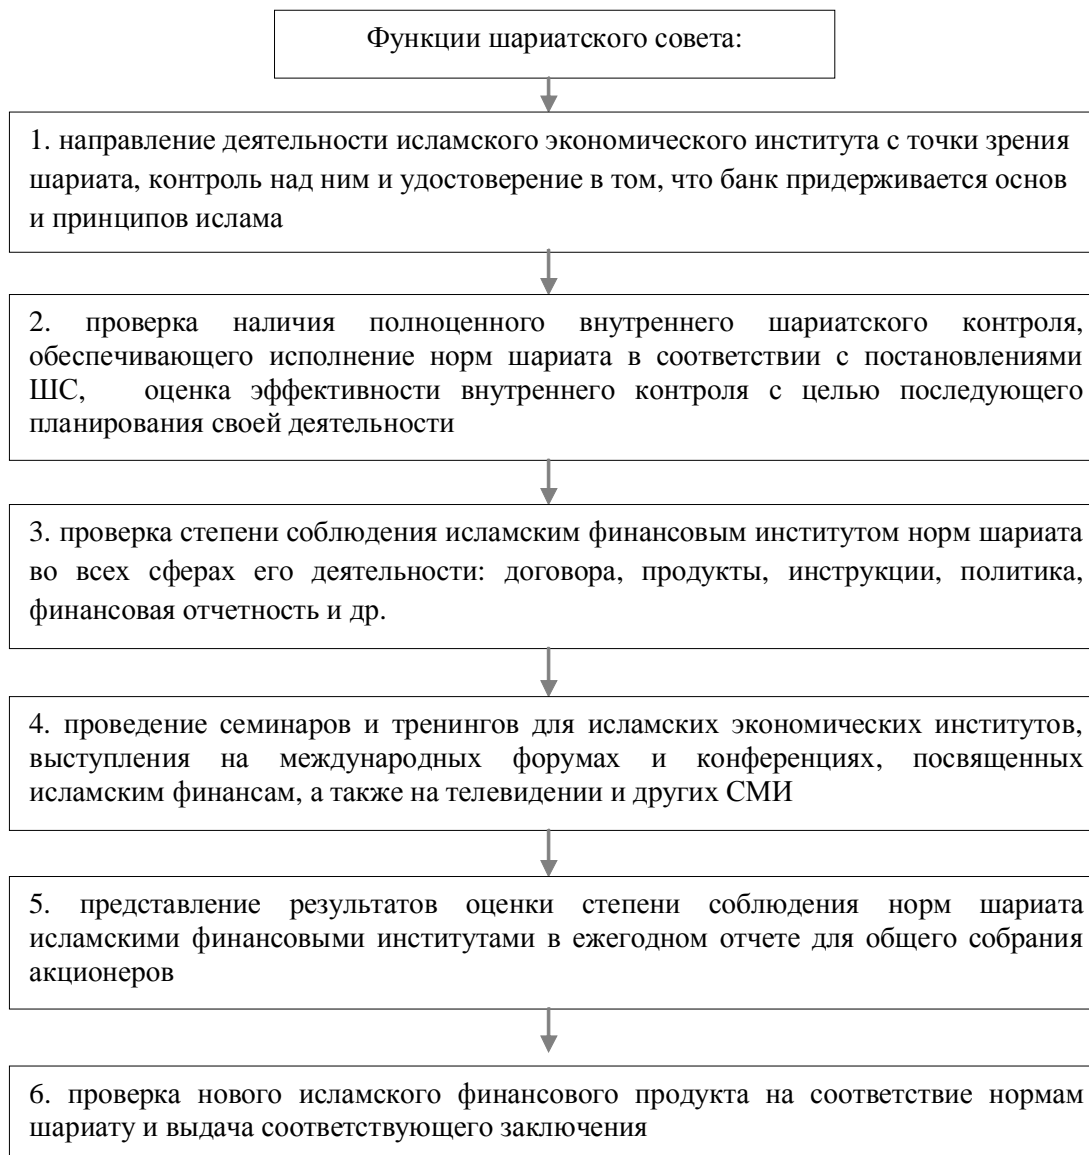 Функции шариатского совета:
1. направление деятельности исламского экономического института с точки зрения
шариата, контроль над ним и удостоверение в том, что банк придерживается основ
и принципов ислама
2. проверка наличия полноценного внутреннего шариатского контроля,
обеспечивающего исполнение норм шариата в соответствии с постановлениями
ШС, оценка эффективности внутреннего контроля с целью последующего
планирования своей деятельности
3. проверка степени соблюдения исламским финансовым институтом норм шариата
во всех сферах его деятельности: договора, продукты, инструкции, политика,
финансовая отчетность и др.
4. проведение семинаров и тренингов для исламских экономических институтов,
выступления на международных форумах и конференциях, посвященных
исламским финансам, а также на телевидении и других СМИ
5. представление результатов оценки степени соблюдения норм шариата
исламскими финансовыми институтами в ежегодном отчете для общего собрания
акционеров
6. проверка нового исламского финансового продукта на соответствие нормам
шариату и выдача соответствующего заключения